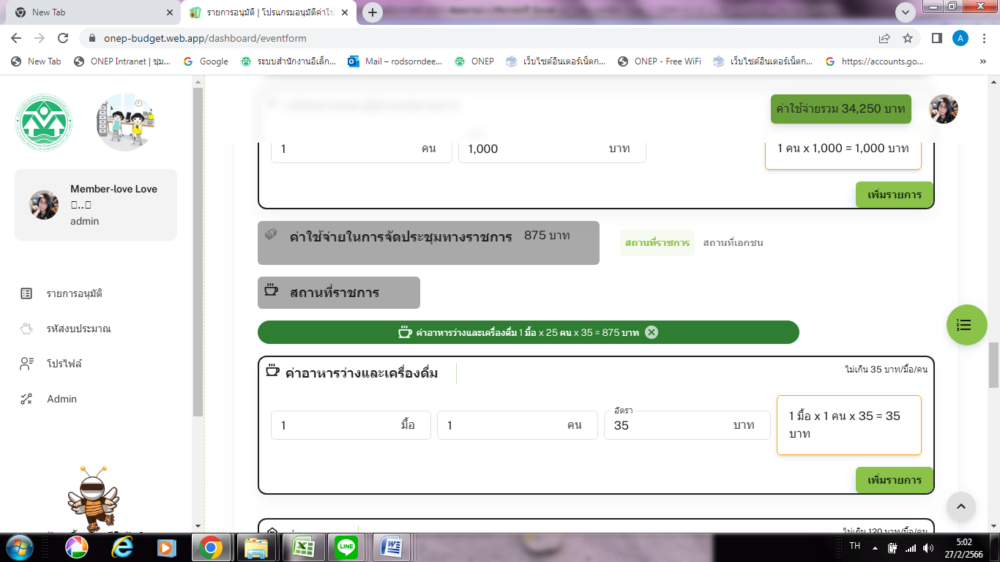 New Tab
รายการอนุมัติ | โปรแกรมอนุมัติค่าใช้
Microsoft Excel
onep-budget.web.app/dashboard/eventform
A
New Tab
ONEP Intranet | ชุม...
Google
ระบบสำนักงานอิเล็ก...
Mail – rodsorndee...
ONEP
เว็บไซต์อินเตอร์เน็ตก...
ONEP - Free WiFi
เว็บไซต์อินเตอร์เน็ตก...
https://accounts.go...
»
ค่าใช้จ่ายรวม 34,250 บาท
1 คน
1,000 บาท
1 คน x 1,000 = 1,000 บาท
เพิ่มรายการ
Member-love Love
..
admin
รายการอนุมัติ
รหัสงบประมาณ
โปรไฟล์
Admin
ค่าใช้จ่ายในการจัดประชุมทางราชการ 875 บาท
สถานที่ราชการ
สถานที่เอกชน
สถานที่ราชการ
ค่าอาหารว่างและเครื่องดื่ม 1 มื้อ x 25 คน x 35 = 875 บาท
ค่าอาหารว่างและเครื่องดื่ม
ไม่เกิน 35 บาท/มื้อ/คน
1 มื้อ
1 คน
อัตรา
35 บาท
1 มื้อ x 1 คน x 35 = 35
บาท
เพิ่มรายการ
ไม่เกิน 120 บาท/มื้อ/คน
LINE
TH
5:02
27/2/2566